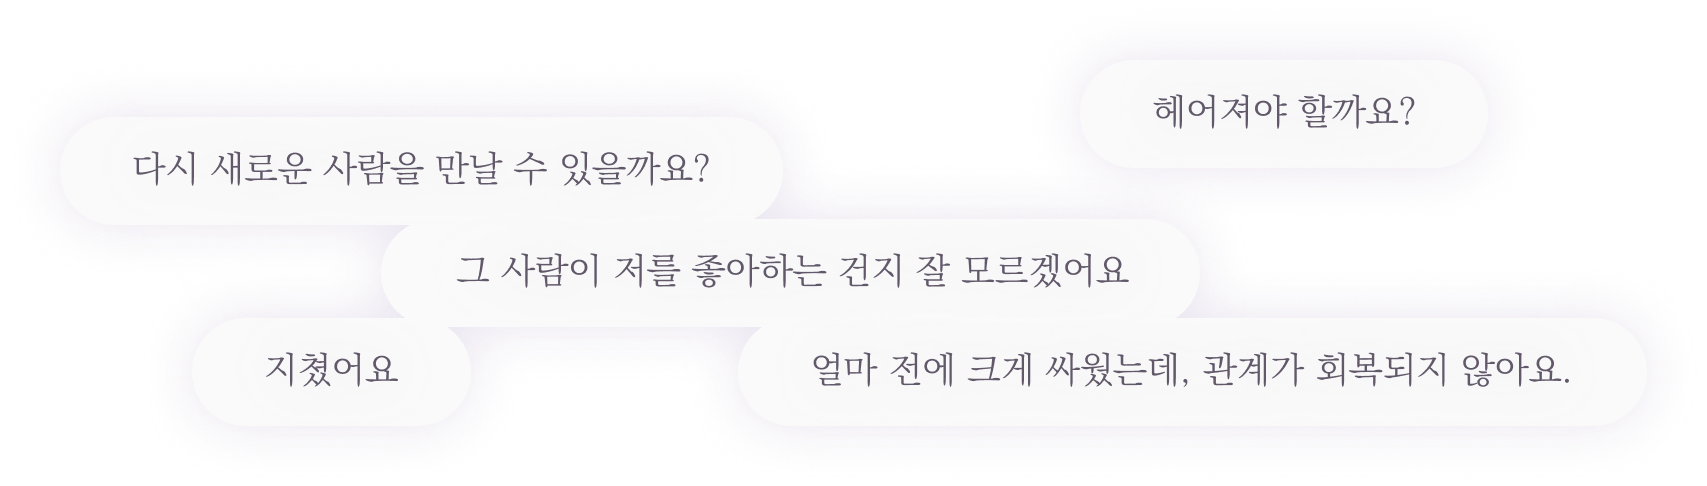 헤어져야 할까요?
다시 새로운 사람을 만날 수 있을까요?
그 사람이 저를 좋아하는 건지 잘 모르겠어요
지쳤어요
얼마 전에 크게 싸웠는데, 관계가 회복되지 않아요.